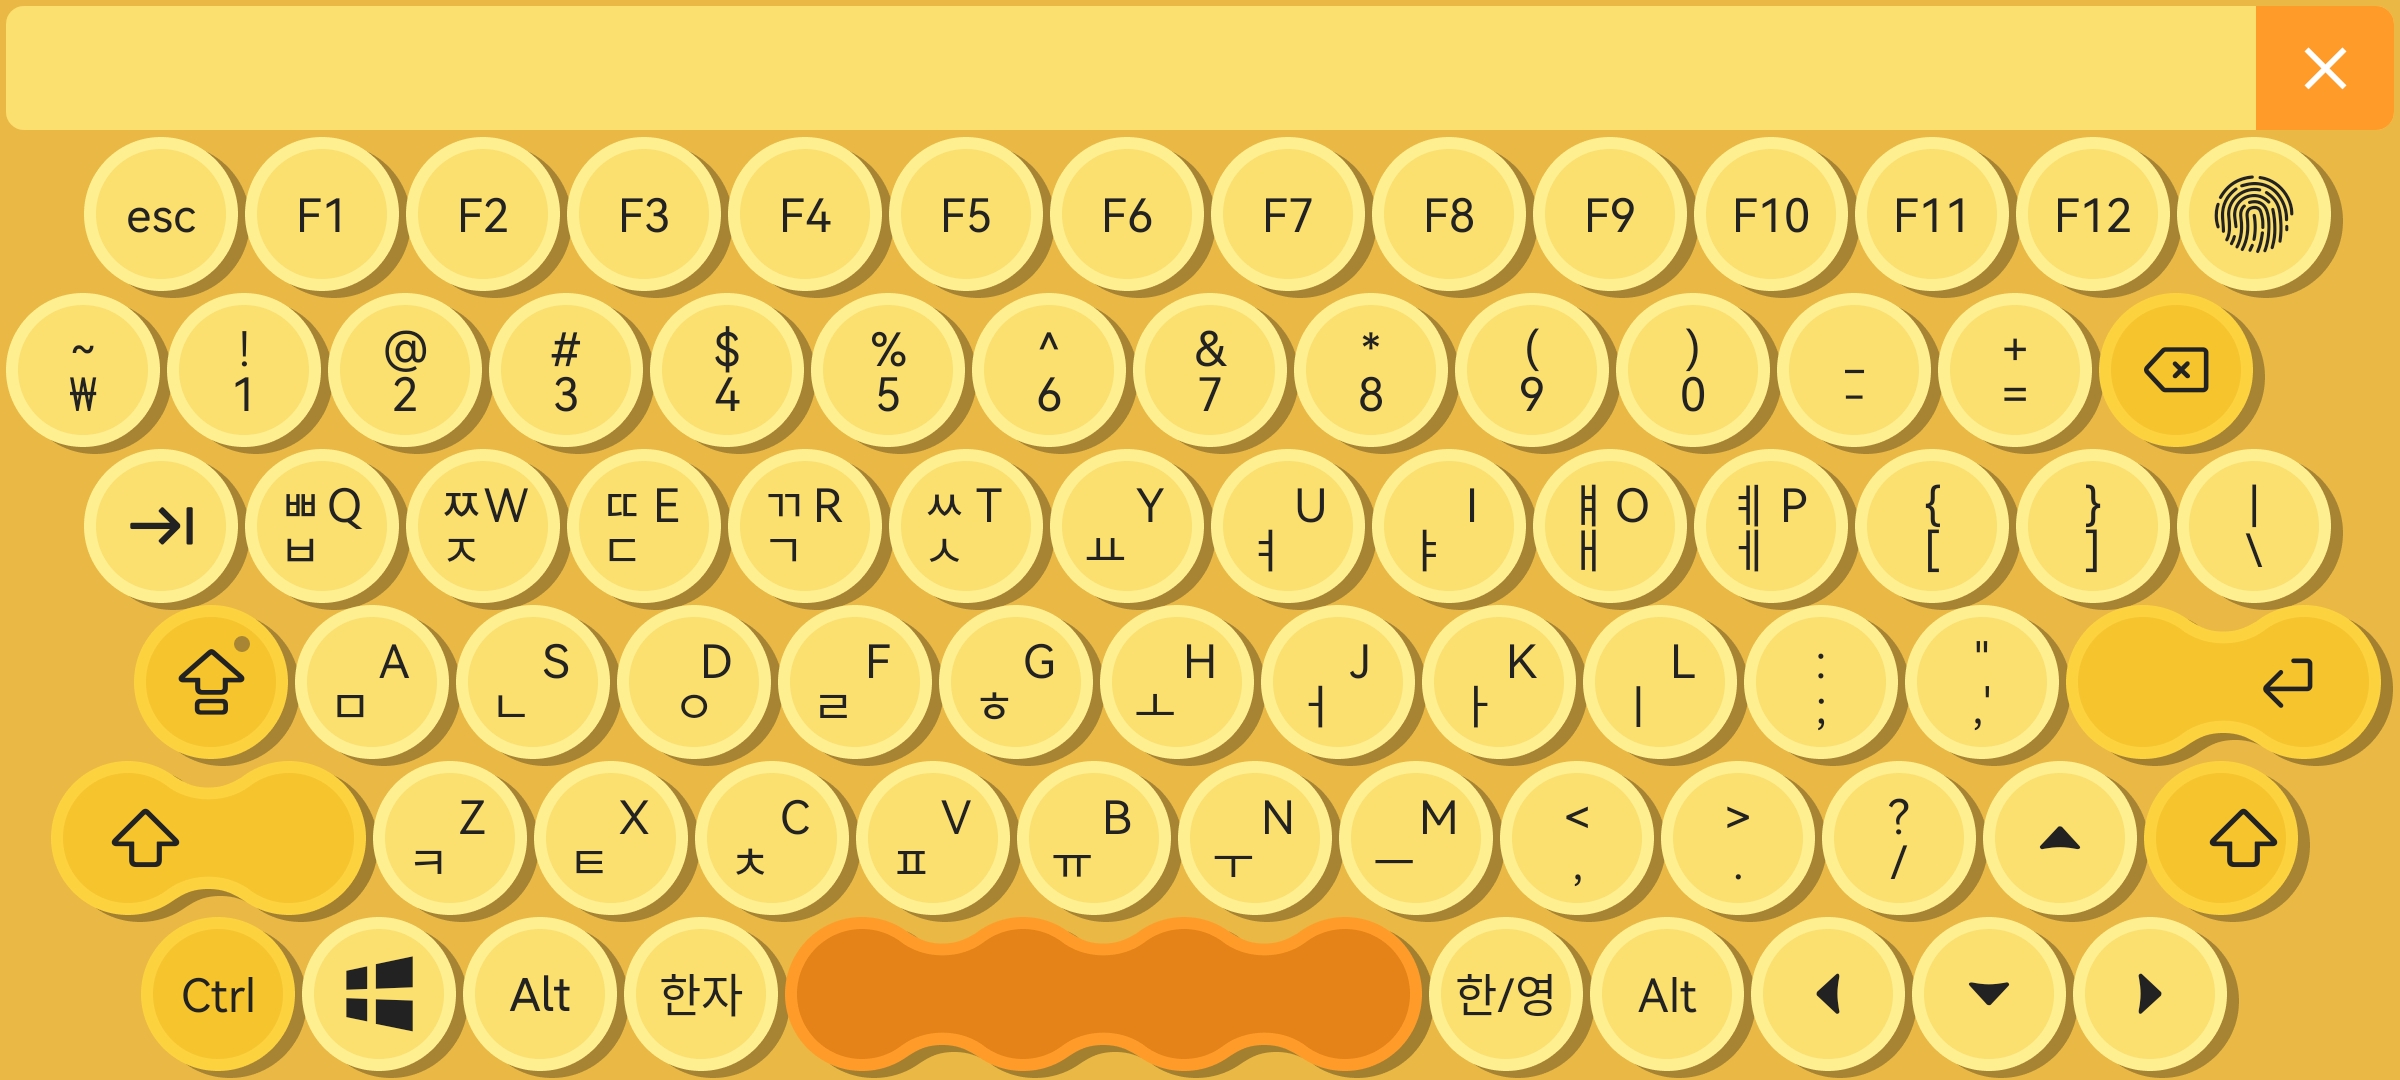 esc F1 F2 F3 F4 F5 F6 F7 F8 F9 F10 F11 F12
~ ! @ # $ % ^ & * ( ) _ +
₩ 1 2 3 4 5 6 7 8 9 0 - =
ㅃ Q ㅉ W ㄸ E ㄲ R ㅆ T Y U I ㅒ O ㅖ P { } |
ㅂ ㅈ ㄷ ㄱ ㅅ ㅛ ㅕ ㅑ ㅐ ㅔ [ ] \
A S D F G H J K L : "
ㅁ ㄴ ㅇ ㄹ ㅎ ㅗ ㅓ ㅏ ㅣ ; ,'
Z X C V B N M < > ?
ㅋ ㅌ ㅊ ㅍ ㅠ ㅜ ㅡ , . /
Ctrl Alt 한자 한/영 Alt